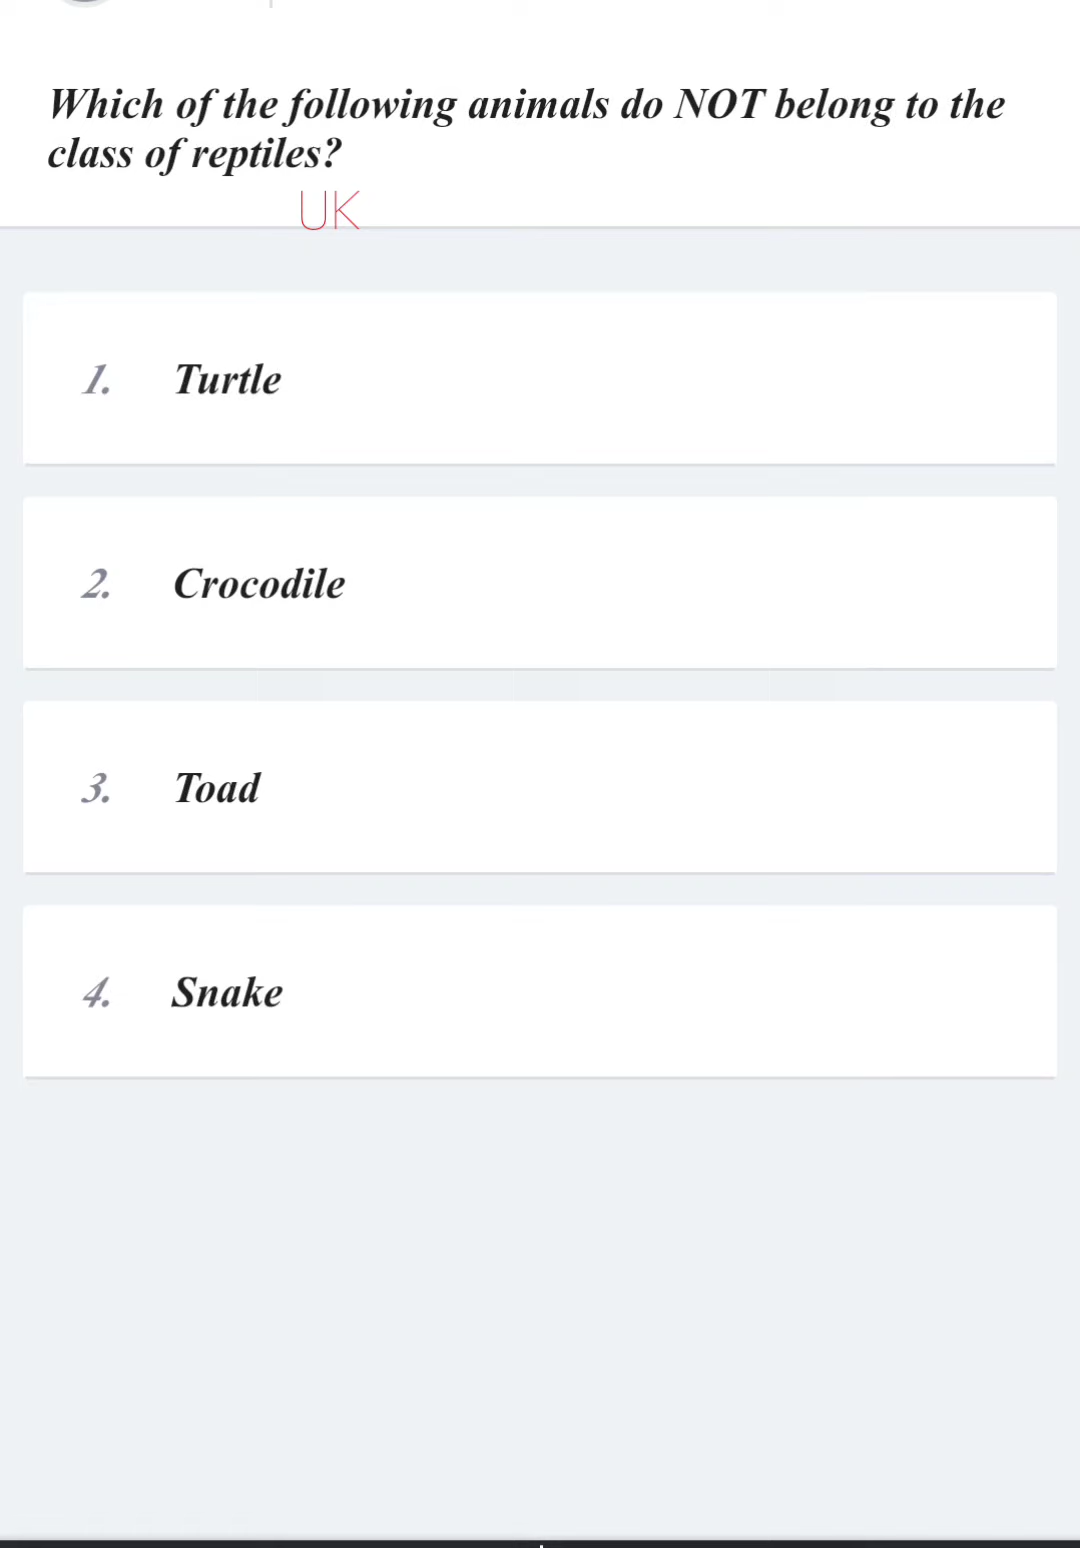 Which of the following animals do NOT belong to the
class of reptiles?
UK
1. Turtle
2. Crocodile
3. Toad
4. Snake